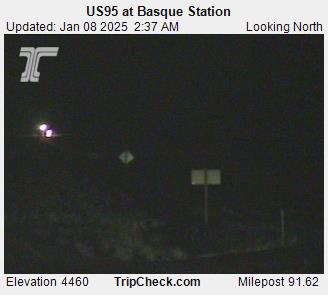 US95 at Basque Station
Updated: Jan 08 2025 2:37 AM Looking North
Elevation 4460 TripCheck.com Milepost 91.62